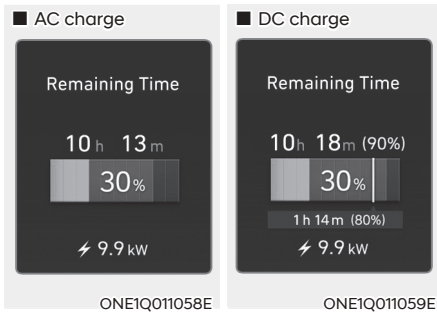 ■ AC charge
Remaining Time
10h 13m
30%
9.9 kW
ONE1Q011058E
■ DC charge
Remaining Time
10h 18m (90%)
30%
1 h 14 m (80%)
9.9 kW
ONE1Q011059E